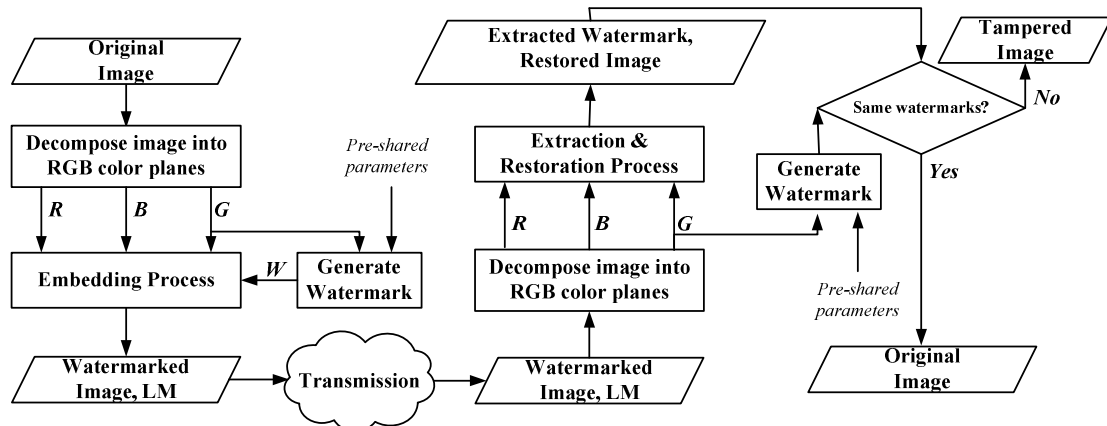 Original
Image
Decompose image into
RGB color planes
R
B
G
Pre-shared
parameters
Embedding Process
W
Generate
Watermark
Watermarked
Image, LM
Transmission
Watermarked
Image, LM
Decompose image into
RGB color planes
R
B
G
Extraction &
Restoration Process
Extracted Watermark,
Restored Image
Generate
Watermark
Pre-shared
parameters
Same watermarks?
No
Tampered
Image
Yes
Original
Image